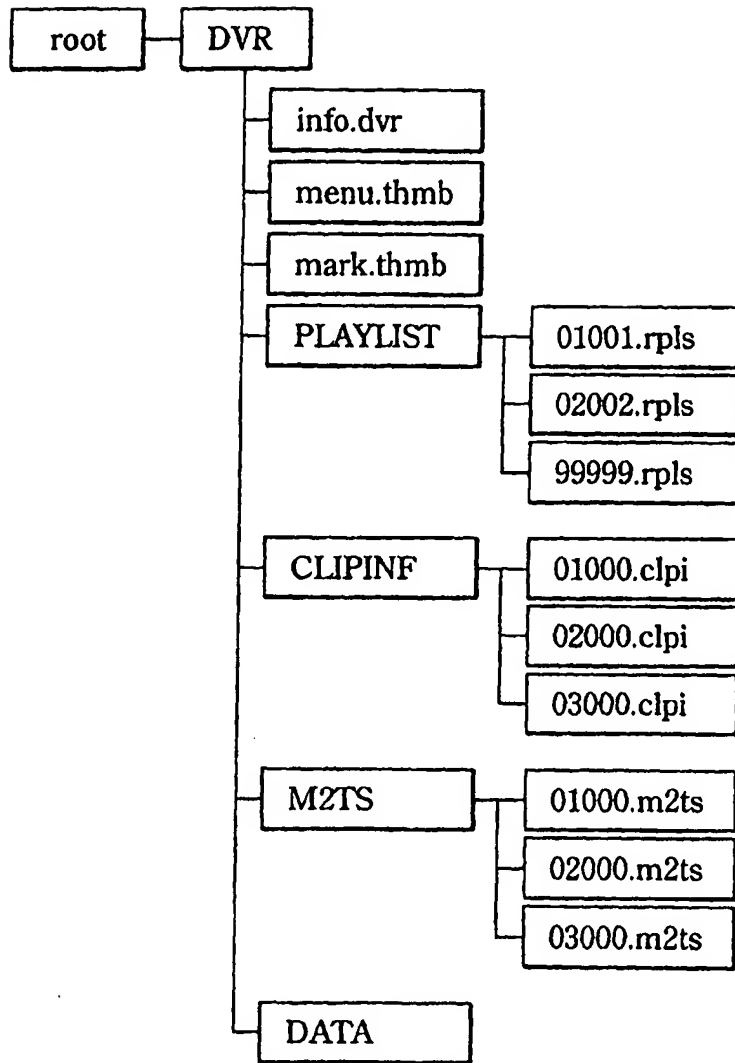 root DVR
info.dvr
menu.thmb
mark.thmb
PLAYLIST 01001.rpls
02002.rpls
99999.rpls
CLIPINF 01000.clpi
02000.clpi
03000.clpi
M2TS 01000.m2ts
02000.m2ts
03000.m2ts
DATA